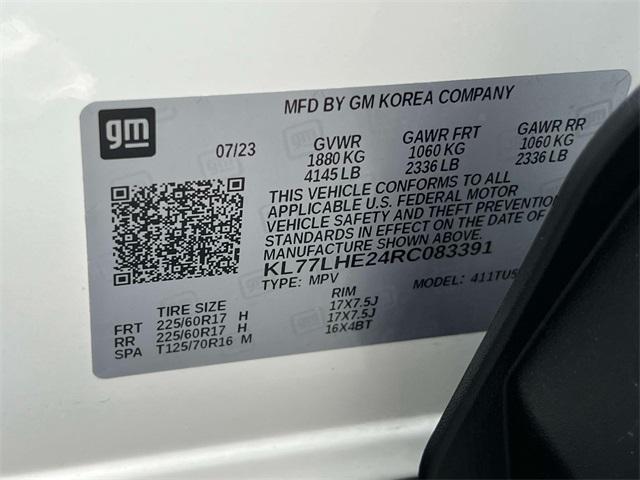 MFD BY GM KOREA COMPANY
gm
07/23
GVWR GAWR FRT GAWR RR
1880 KG 1060 KG 1060 KG
4145 LB 2336 LB 2336 LB
THIS VEHICLE CONFORMS TO ALL
APPLICABLE U.S. FEDERAL MOTOR
VEHICLE SAFETY AND THEFT PREVENTION
STANDARDS IN EFFECT ON THE DATE OF
MANUFACTURE SHOWN ABOVE.
KL77LHE24RC083391
TYPE: MPV MODEL: 411TU5
TIRE SIZE RIM
FRT 225/60R17 H 17X7.5J
RR 225/60R17 H 17X7.5J
SPA T125/70R16 M 16X4BT